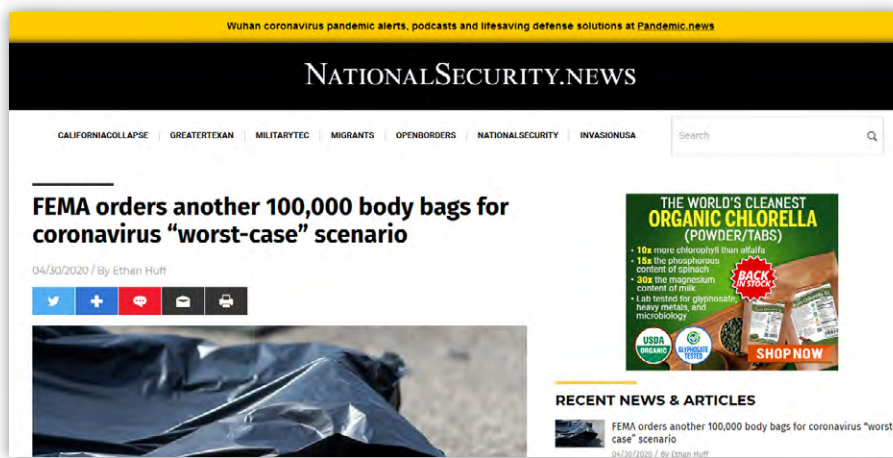 Wuhan coronavirus pandemic alerts, podcasts and lifesaving defense solutions at Pandemic.news
NATIONALSECURITY.NEWS
CALIFORNIACOLLAPSE GREATERTEXAN MILITARYTEC MIGRANTS OPENBORDERS NATIONALSECURITY INVASIONUSA Search
FEMA orders another 100,000 body bags for
coronavirus “worst-case” scenario
04/30/2020 / By Ethan Huff
THE WORLD'S CLEANEST
ORGANIC CHLORELLA
(POWDER/TABS)
• 10x more chlorophyll than alfalfa
• 15x the phosphorous
content of spinach
• 30x the magnesium
content of milk
• Lab tested for glyphosate,
heavy metals, and
microbiology
BACK
IN STOCK
USDA
ORGANIC
GLYPHOSATE
TESTED
SHOP NOW
RECENT NEWS & ARTICLES
FEMA orders another 100,000 body bags for coronavirus “worst-
case” scenario
04/30/2020 / By Ethan Huff